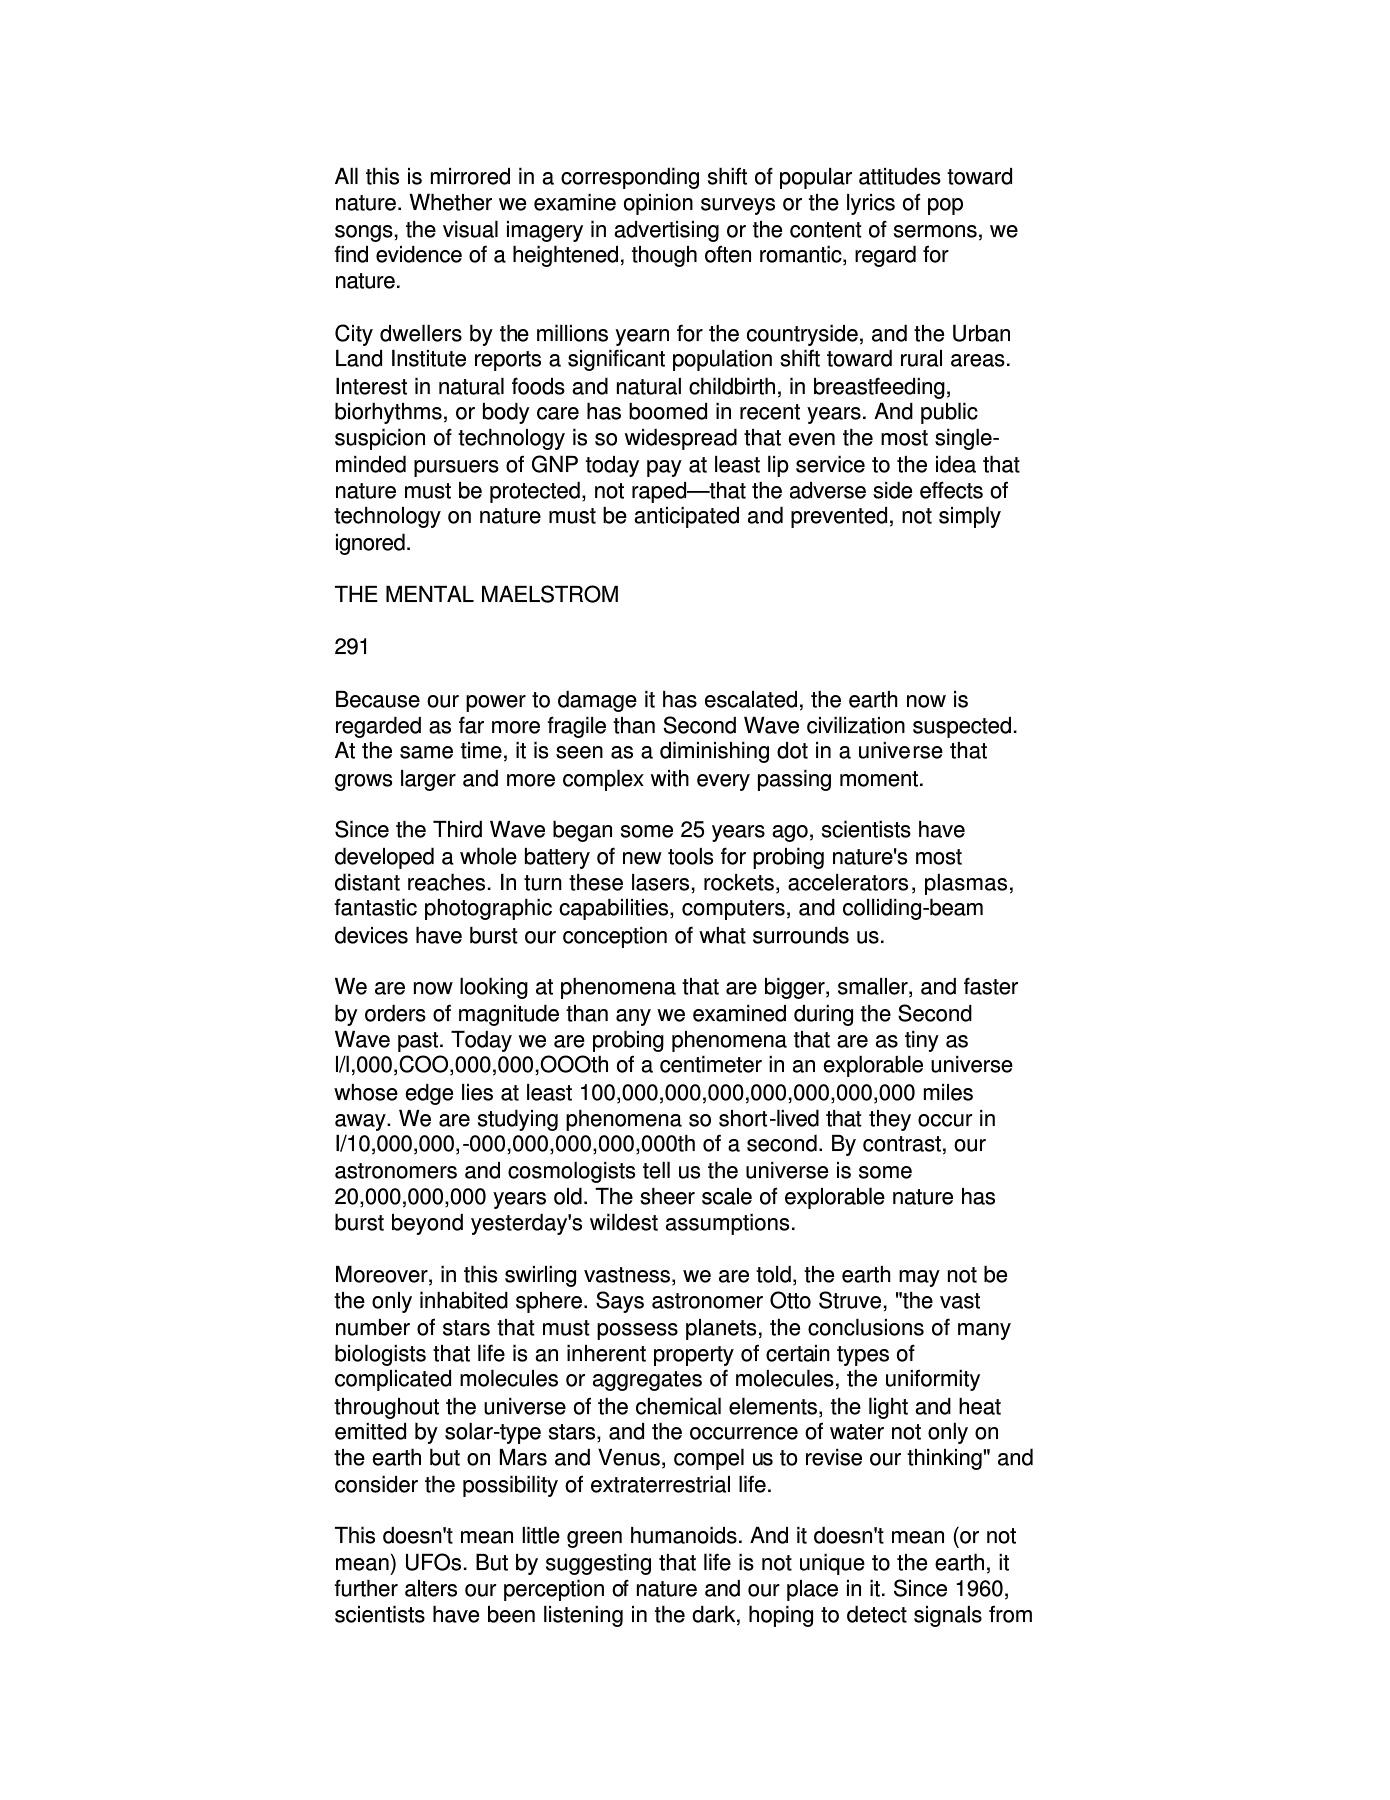 All this is mirrored in a corresponding shift of popular attitudes toward
nature. Whether we examine opinion surveys or the lyrics of pop
songs, the visual imagery in advertising or the content of sermons, we
find evidence of a heightened, though often romantic, regard for
nature.
City dwellers by the millions yearn for the countryside, and the Urban
Land Institute reports a significant population shift toward rural areas.
Interest in natural foods and natural childbirth, in breastfeeding,
biorhythms, or body care has boomed in recent years. And public
suspicion of technology is so widespread that even the most single-
minded pursuers of GNP today pay at least lip service to the idea that
nature must be protected, not raped—that the adverse side effects of
technology on nature must be anticipated and prevented, not simply
ignored.
THE MENTAL MAELSTROM
291
Because our power to damage it has escalated, the earth now is
regarded as far more fragile than Second Wave civilization suspected.
At the same time, it is seen as a diminishing dot in a universe that
grows larger and more complex with every passing moment.
Since the Third Wave began some 25 years ago, scientists have
developed a whole battery of new tools for probing nature's most
distant reaches. In turn these lasers, rockets, accelerators, plasmas,
fantastic photographic capabilities, computers, and colliding-beam
devices have burst our conception of what surrounds us.
We are now looking at phenomena that are bigger, smaller, and faster
by orders of magnitude than any we examined during the Second
Wave past. Today we are probing phenomena that are as tiny as
l/l,000,COO,000,000,OOOth of a centimeter in an explorable universe
whose edge lies at least 100,000,000,000,000,000,000,000 miles
away. We are studying phenomena so short-lived that they occur in
l/10,000,000,-000,000,000,000,000th of a second. By contrast, our
astronomers and cosmologists tell us the universe is some
20,000,000,000 years old. The sheer scale of explorable nature has
burst beyond yesterday's wildest assumptions.
Moreover, in this swirling vastness, we are told, the earth may not be
the only inhabited sphere. Says astronomer Otto Struve, "the vast
number of stars that must possess planets, the conclusions of many
biologists that life is an inherent property of certain types of
complicated molecules or aggregates of molecules, the uniformity
throughout the universe of the chemical elements, the light and heat
emitted by solar-type stars, and the occurrence of water not only on
the earth but on Mars and Venus, compel us to revise our thinking" and
consider the possibility of extraterrestrial life.
This doesn't mean little green humanoids. And it doesn't mean (or not
mean) UFOs. But by suggesting that life is not unique to the earth, it
further alters our perception of nature and our place in it. Since 1960,
scientists have been listening in the dark, hoping to detect signals from